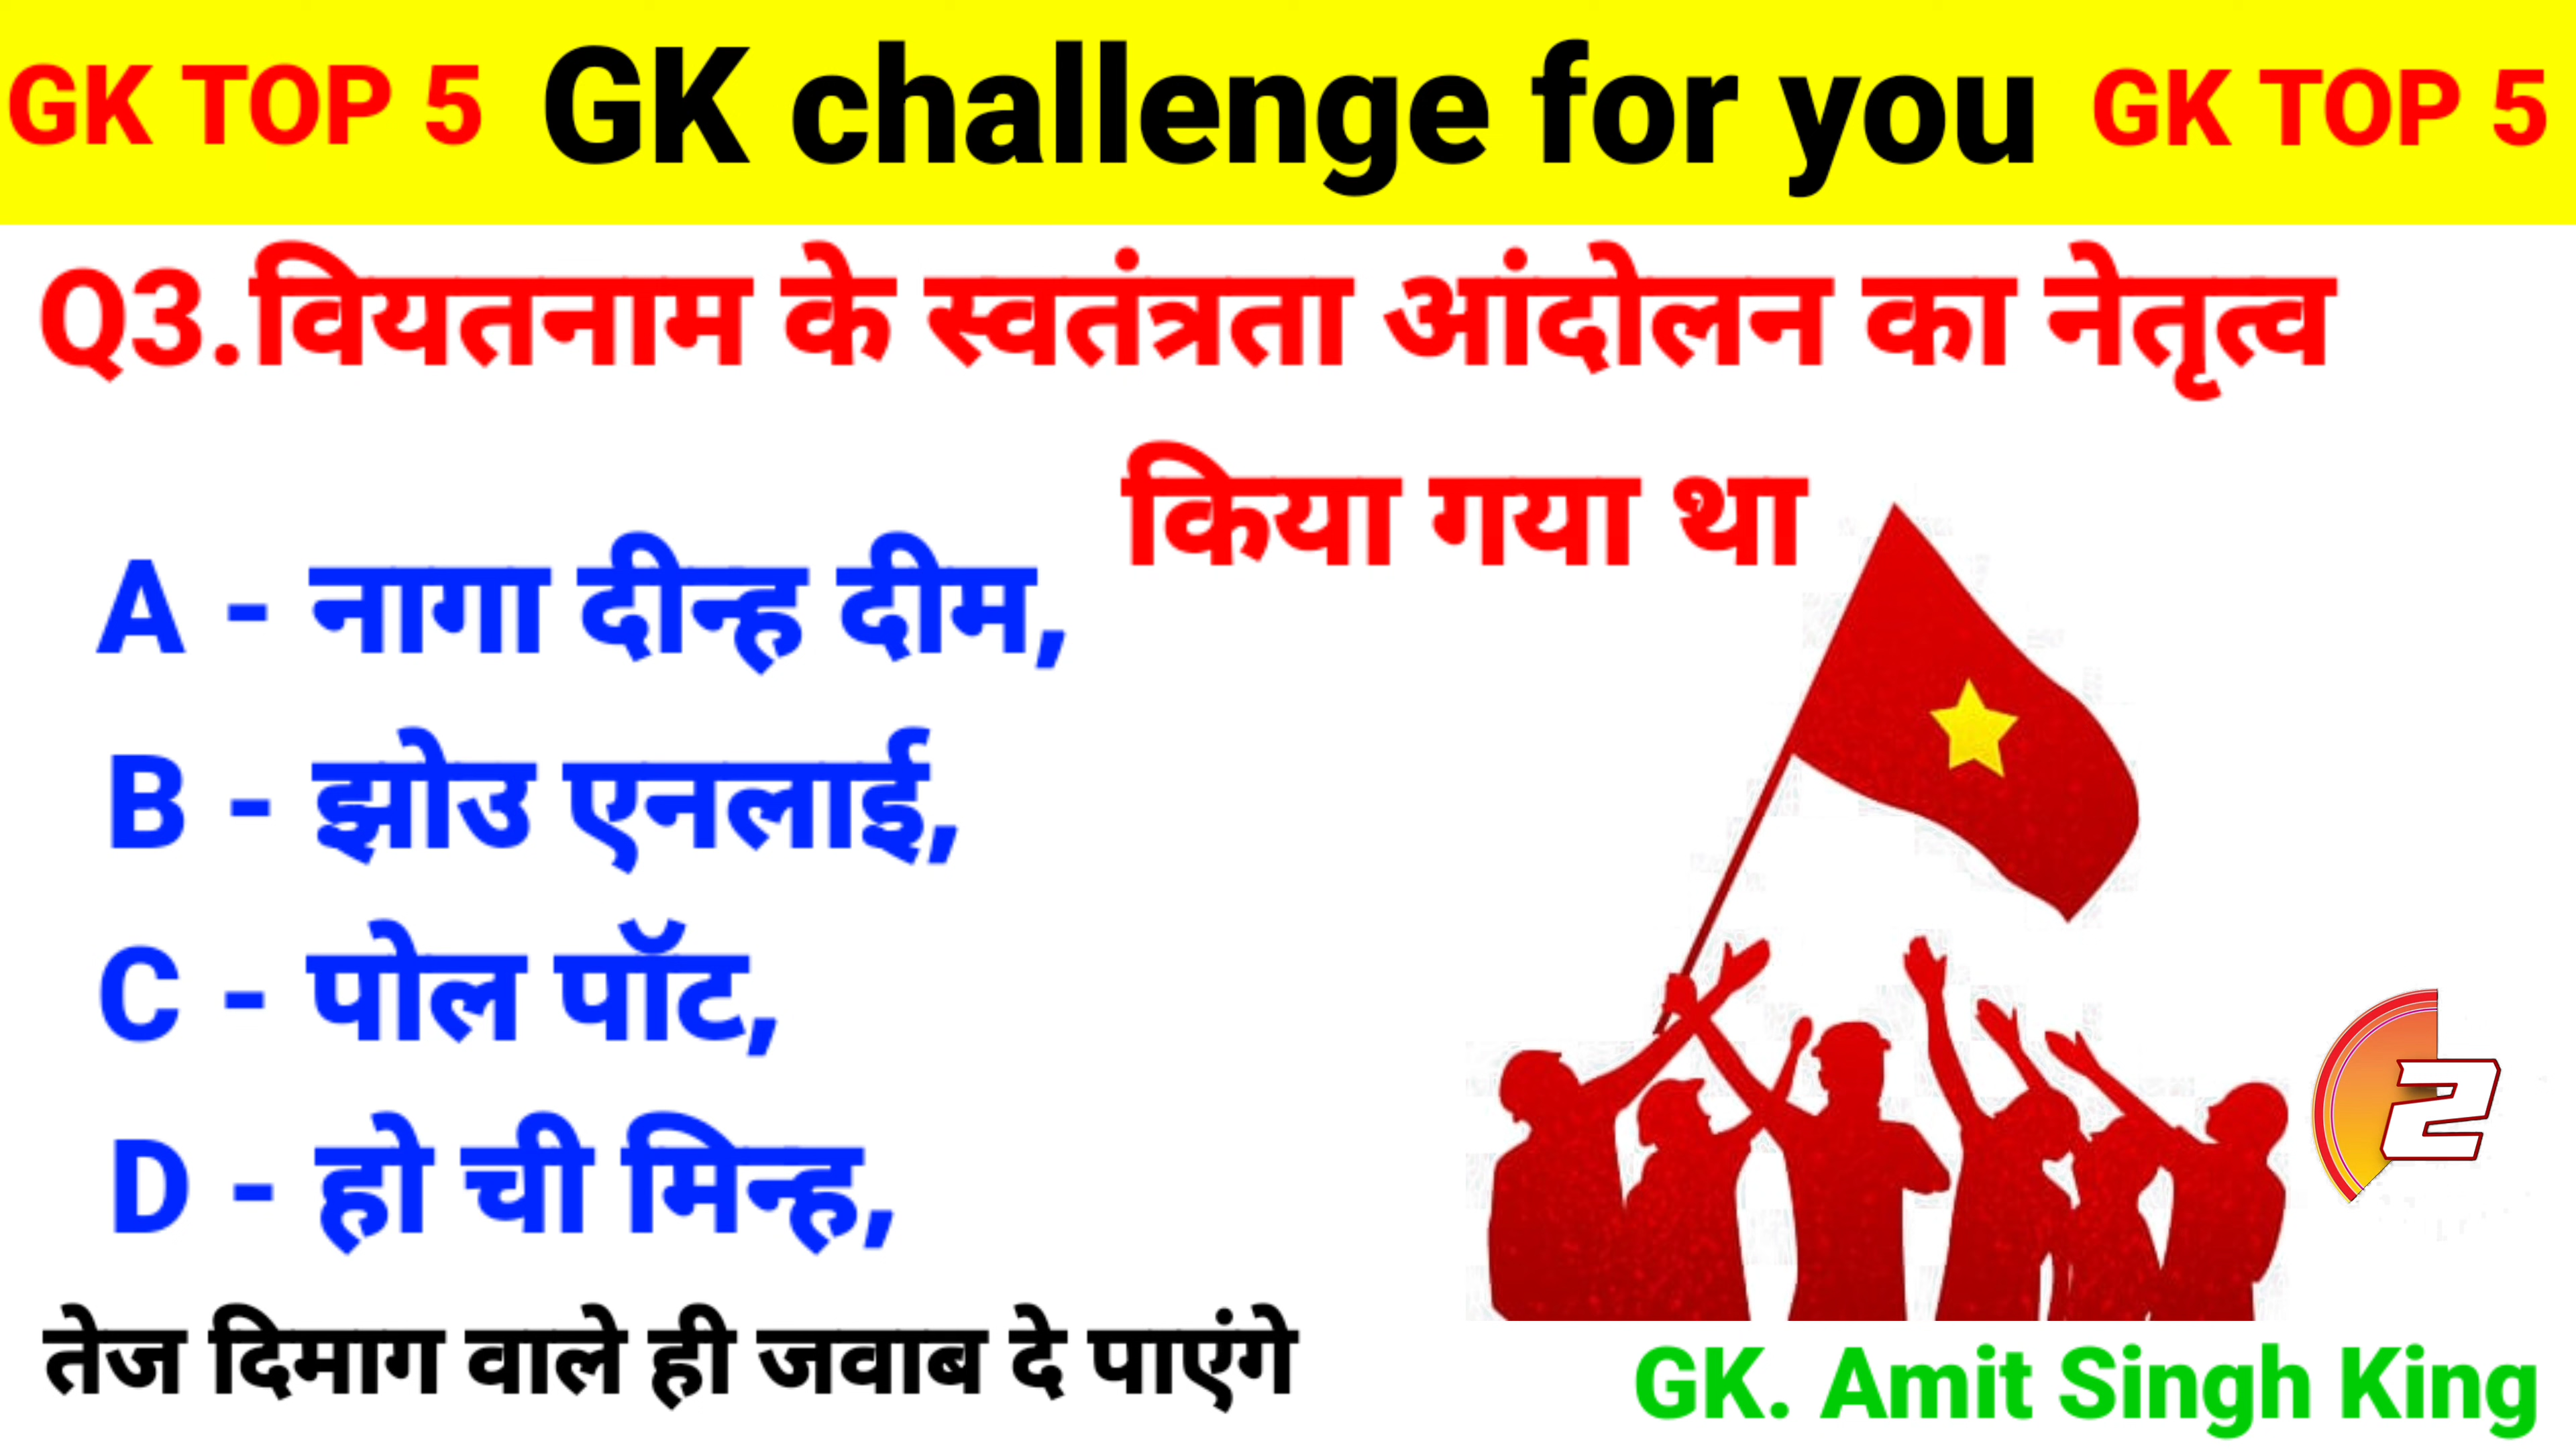 GK TOP 5 GK challenge for you GK TOP 5
Q3.वियतनाम के स्वतंत्रता आंदोलन का नेतृत्व
किया गया था
A - नागा दीन्ह दीम,
B - झोउ एनलाई,
C - पोल पॉट,
D - हो ची मिन्ह,
2
तेज दिमाग वाले ही जवाब दे पाएंगे
GK. Amit Singh King